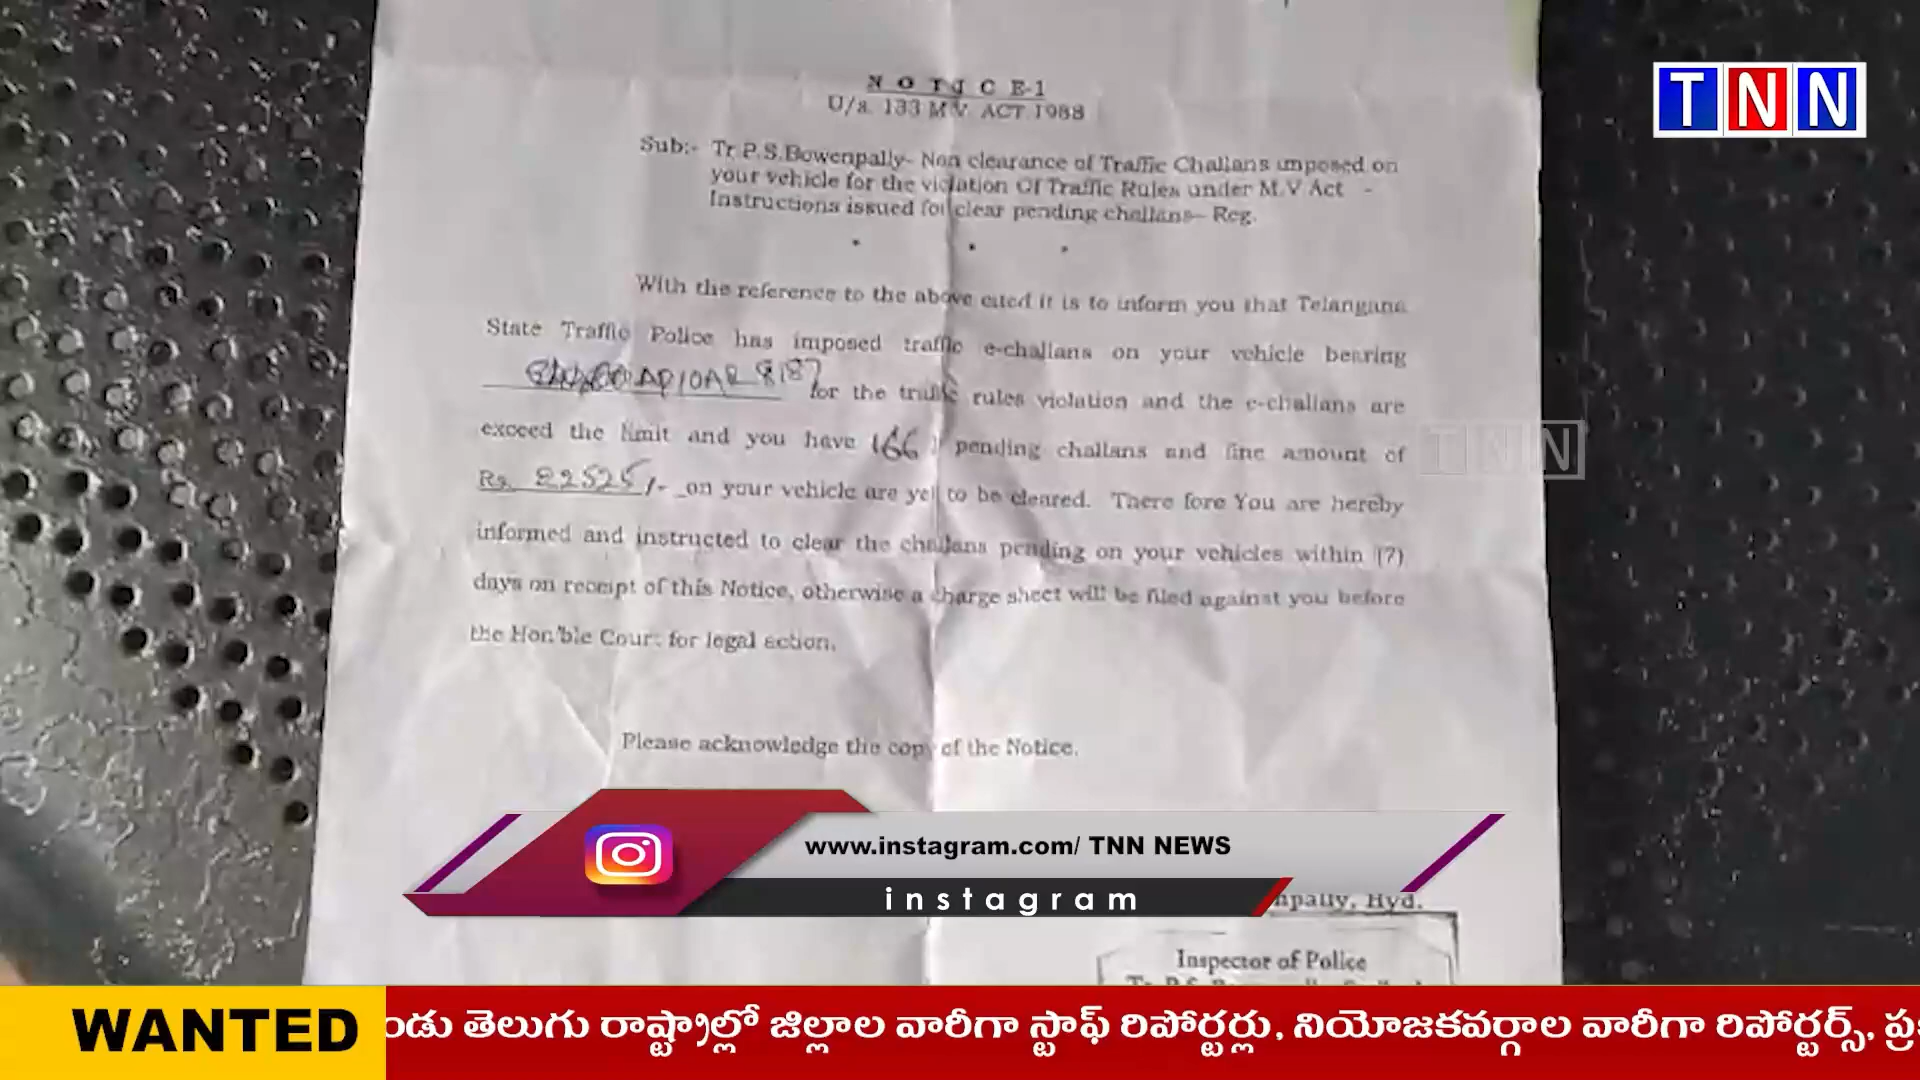 N O T I C E-1
U/s. 133 M.V. ACT 1988
Sub:- Tr.P.S.Bowenpally- Non clearance of Traffic Challans imposed on
your vehicle for the violation Of Traffic Rules under M.V Act -
Instructions issued for clear pending challans- Reg.
With the reference to the above cited it is to inform you that Telangana
State Traffic Police has imposed traffic e-challans on your vehicle bearing
AP10AR 8187 for the traffic rules violation and the e-challans are
exceed the limit and you have (66) pending challans and fine amount of
Rs. 22525/- on your vehicle are yet to be cleared. There fore You are hereby
informed and instructed to clear the challans pending on your vehicles within (7)
days on receipt of this Notice, otherwise a charge sheet will be filed against you before
the Hon'ble Court for legal action.
Please acknowledge the copy of the Notice.
npally, Hyd.
Inspector of Police
TNN
TNN
www.instagram.com/ TNN NEWS
instagram
WANTED
ండు తెలుగు రాష్ట్రాల్లో జిల్లాల వారీగా స్టాఫ్ రిపోర్టర్లు, నియోజకవర్గాల వారీగా రిపోర్టర్స్, ప్ర